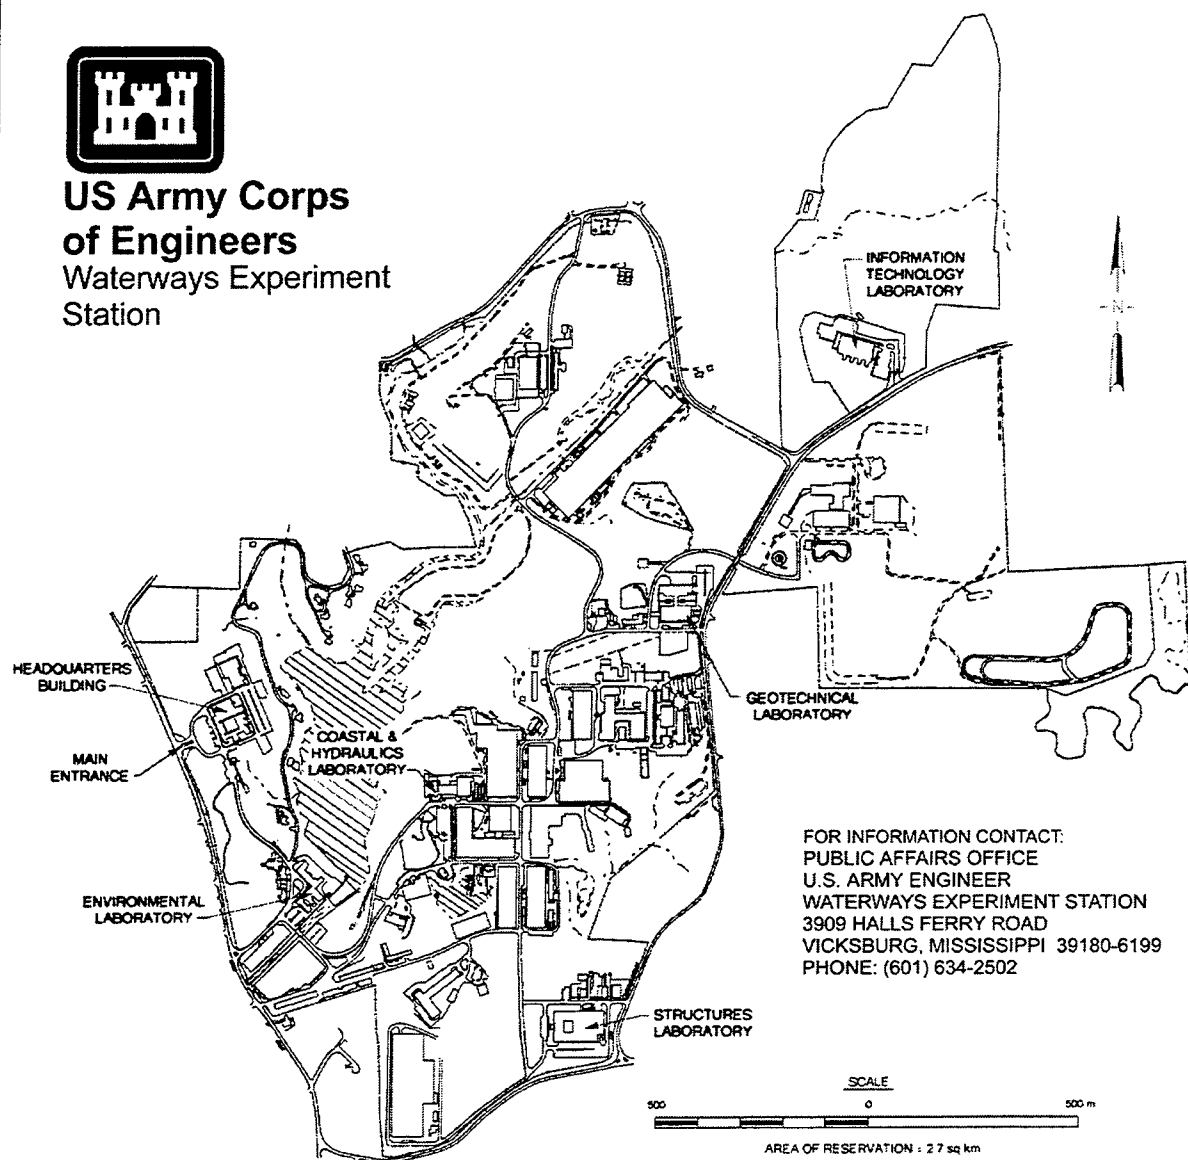 US Army Corps
of Engineers
Waterways Experiment
Station
INFORMATION
TECHNOLOGY
LABORATORY
N
HEADQUARTERS
BUILDING
MAIN
ENTRANCE
COASTAL &
HYDRAULICS
LABORATORY
GEOTECHNICAL
LABORATORY
ENVIRONMENTAL
LABORATORY
STRUCTURES
LABORATORY
FOR INFORMATION CONTACT:
PUBLIC AFFAIRS OFFICE
U.S. ARMY ENGINEER
WATERWAYS EXPERIMENT STATION
3909 HALLS FERRY ROAD
VICKSBURG, MISSISSIPPI 39180-6199
PHONE: (601) 634-2502
SCALE
500 0 500 m
AREA OF RESERVATION : 2.7 sq km